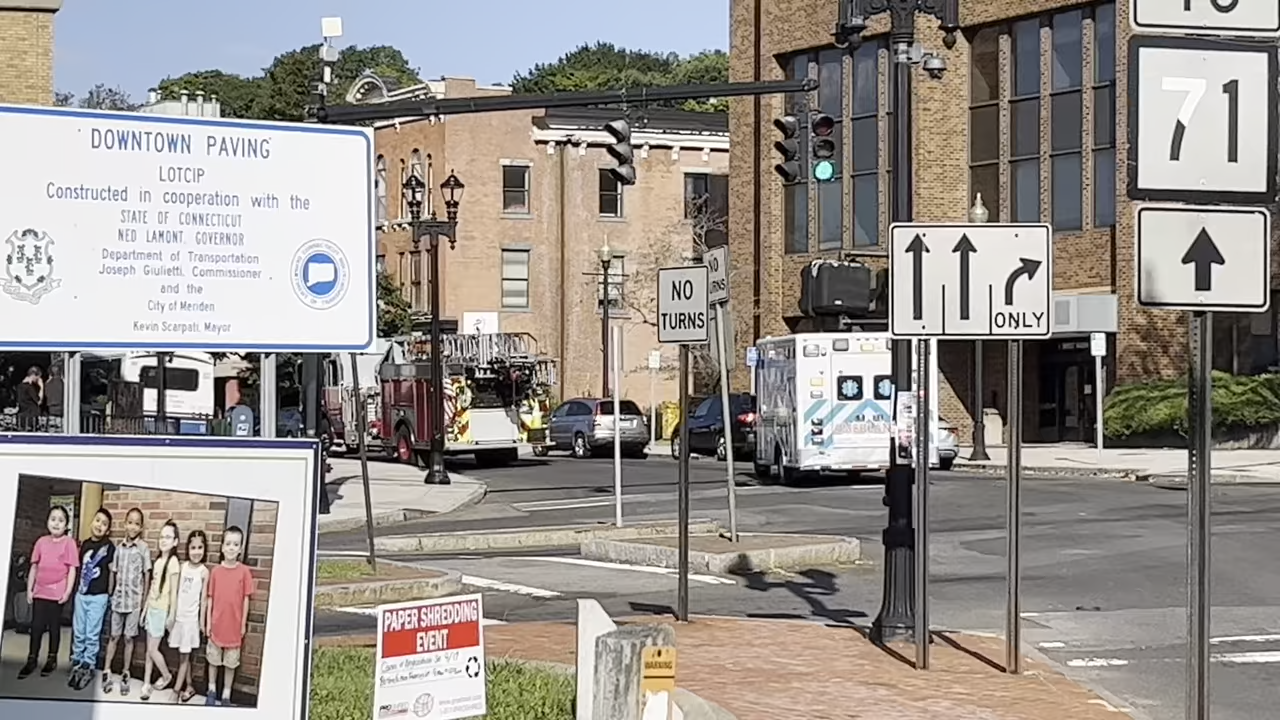 DOWNTOWN PAVING
LOTCIP
Constructed in cooperation with the
STATE OF CONNECTICUT
NED LAMONT, GOVERNOR
Department of Transportation
Joseph Giulietti, Commissioner
and the
City of Meriden
Kevin Scarpati, Mayor
71
NO
TURNS
NO
URNS
ONLY
PAPER SHREDDING
EVENT
WARNING